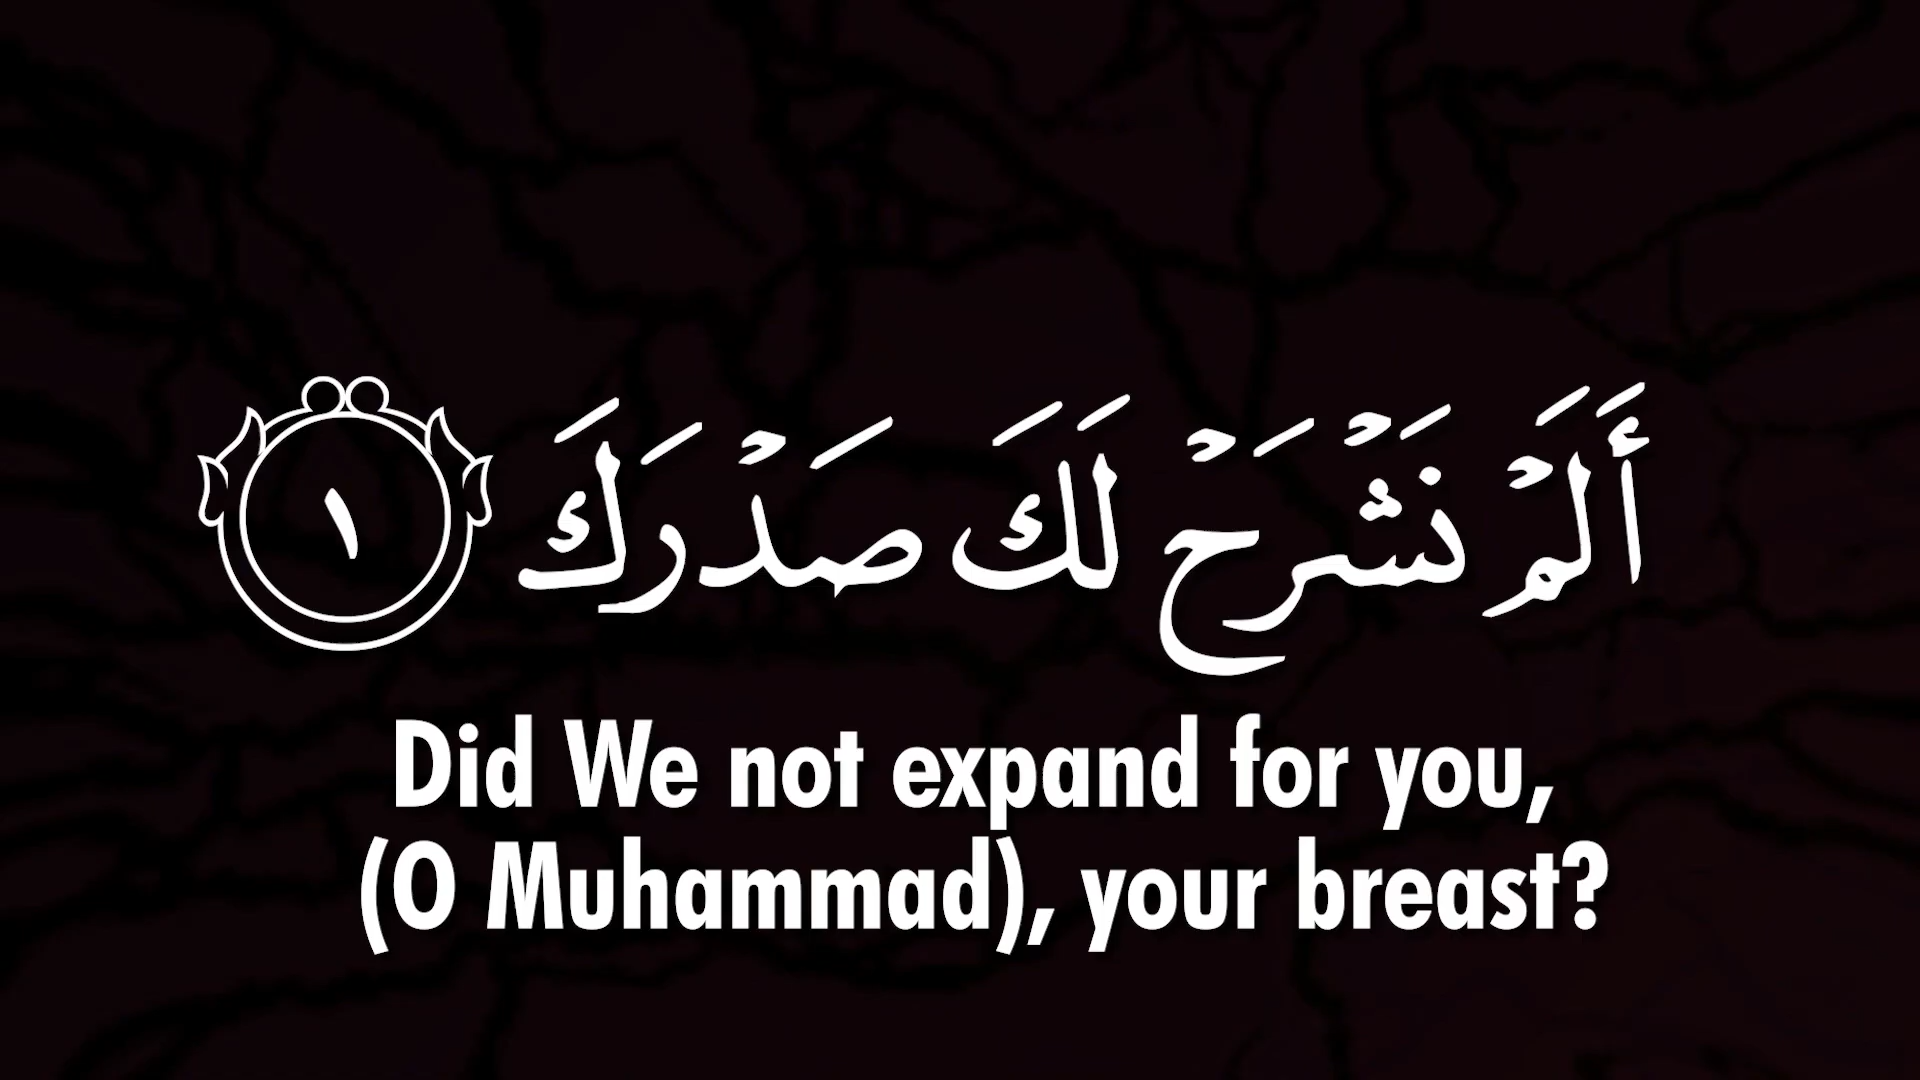 أَلَمْ نَشْرَحْ لَكَ صَدْرَكَ ١
Did We not expand for you,
(O Muhammad), your breast?